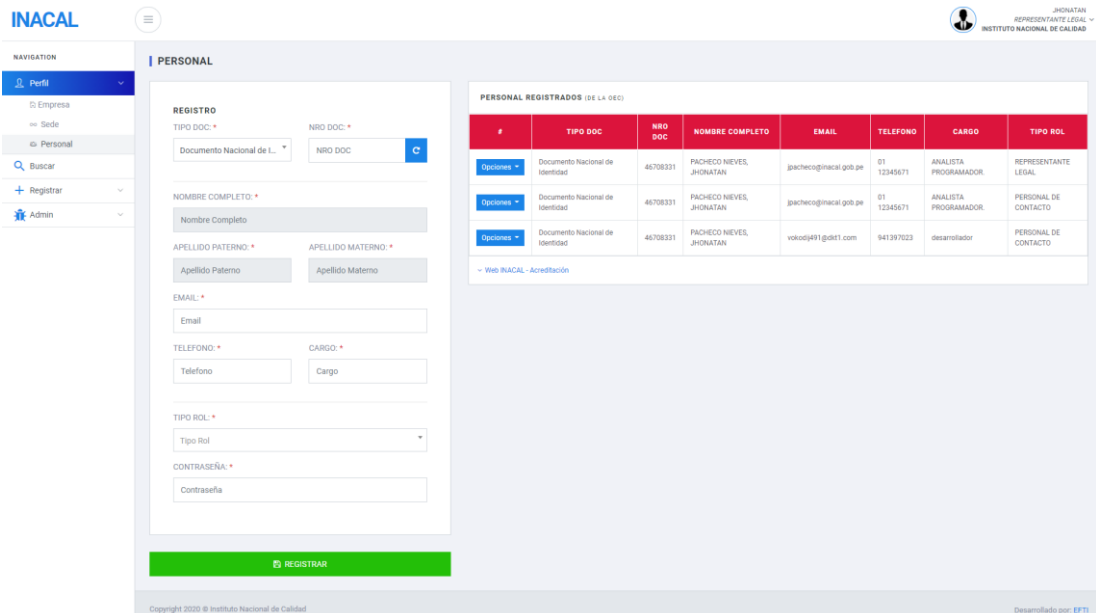 INACAL
JHONATAN
REPRESENTANTE LEGAL
INSTITUTO NACIONAL DE CALIDAD
NAVIGATION
Perfil
Empresa
Sede
Personal
Buscar
Registrar
Admin
PERSONAL
REGISTRO
TIPO DOC: * NRO DOC: *
Documento Nacional de I... NRO DOC
NOMBRE COMPLETO: *
Nombre Completo
APELLIDO PATERNO: * APELLIDO MATERNO: *
Apellido Paterno Apellido Materno
EMAIL: *
Email
TELEFONO: * CARGO: *
Telefono Cargo
TIPO ROL: *
Tipo Rol
CONTRASEÑA: *
Contraseña
REGISTRAR
PERSONAL REGISTRADOS (DE LA OEC)
# TIPO DOC NRO DOC NOMBRE COMPLETO EMAIL TELEFONO CARGO TIPO ROL
Opciones Documento Nacional de Identidad 46708331 PACHECO NIEVES, JHONATAN jpacheco@inacal.gob.pe 01 12345671 ANALISTA PROGRAMADOR. REPRESENTANTE LEGAL
Opciones Documento Nacional de Identidad 46708331 PACHECO NIEVES, JHONATAN jpacheco@inacal.gob.pe 01 12345671 ANALISTA PROGRAMADOR. PERSONAL DE CONTACTO
Opciones Documento Nacional de Identidad 46708331 PACHECO NIEVES, JHONATAN vokodij491@dkt1.com 941397023 desarrollador PERSONAL DE CONTACTO
Web INACAL - Acreditación
Copyright 2020 © Instituto Nacional de Calidad Desarrollado por: EFTI